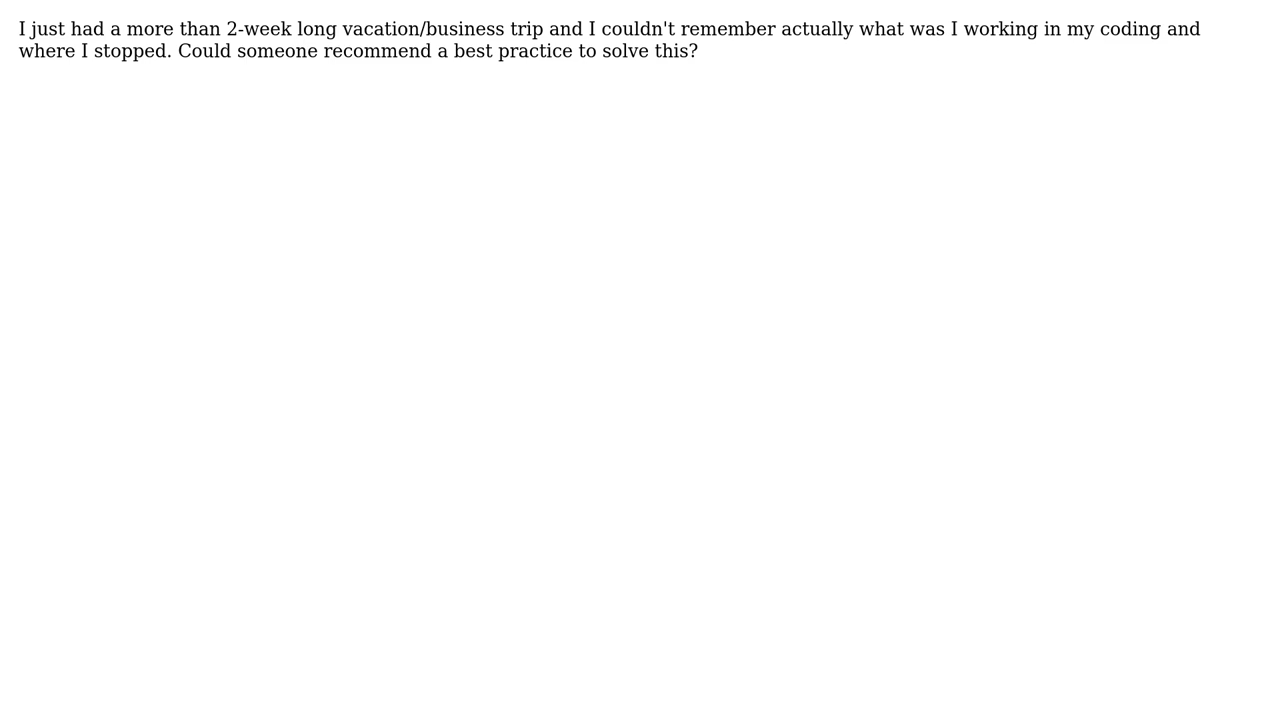 I just had a more than 2-week long vacation/business trip and I couldn't remember actually what was I working in my coding and
where I stopped. Could someone recommend a best practice to solve this?